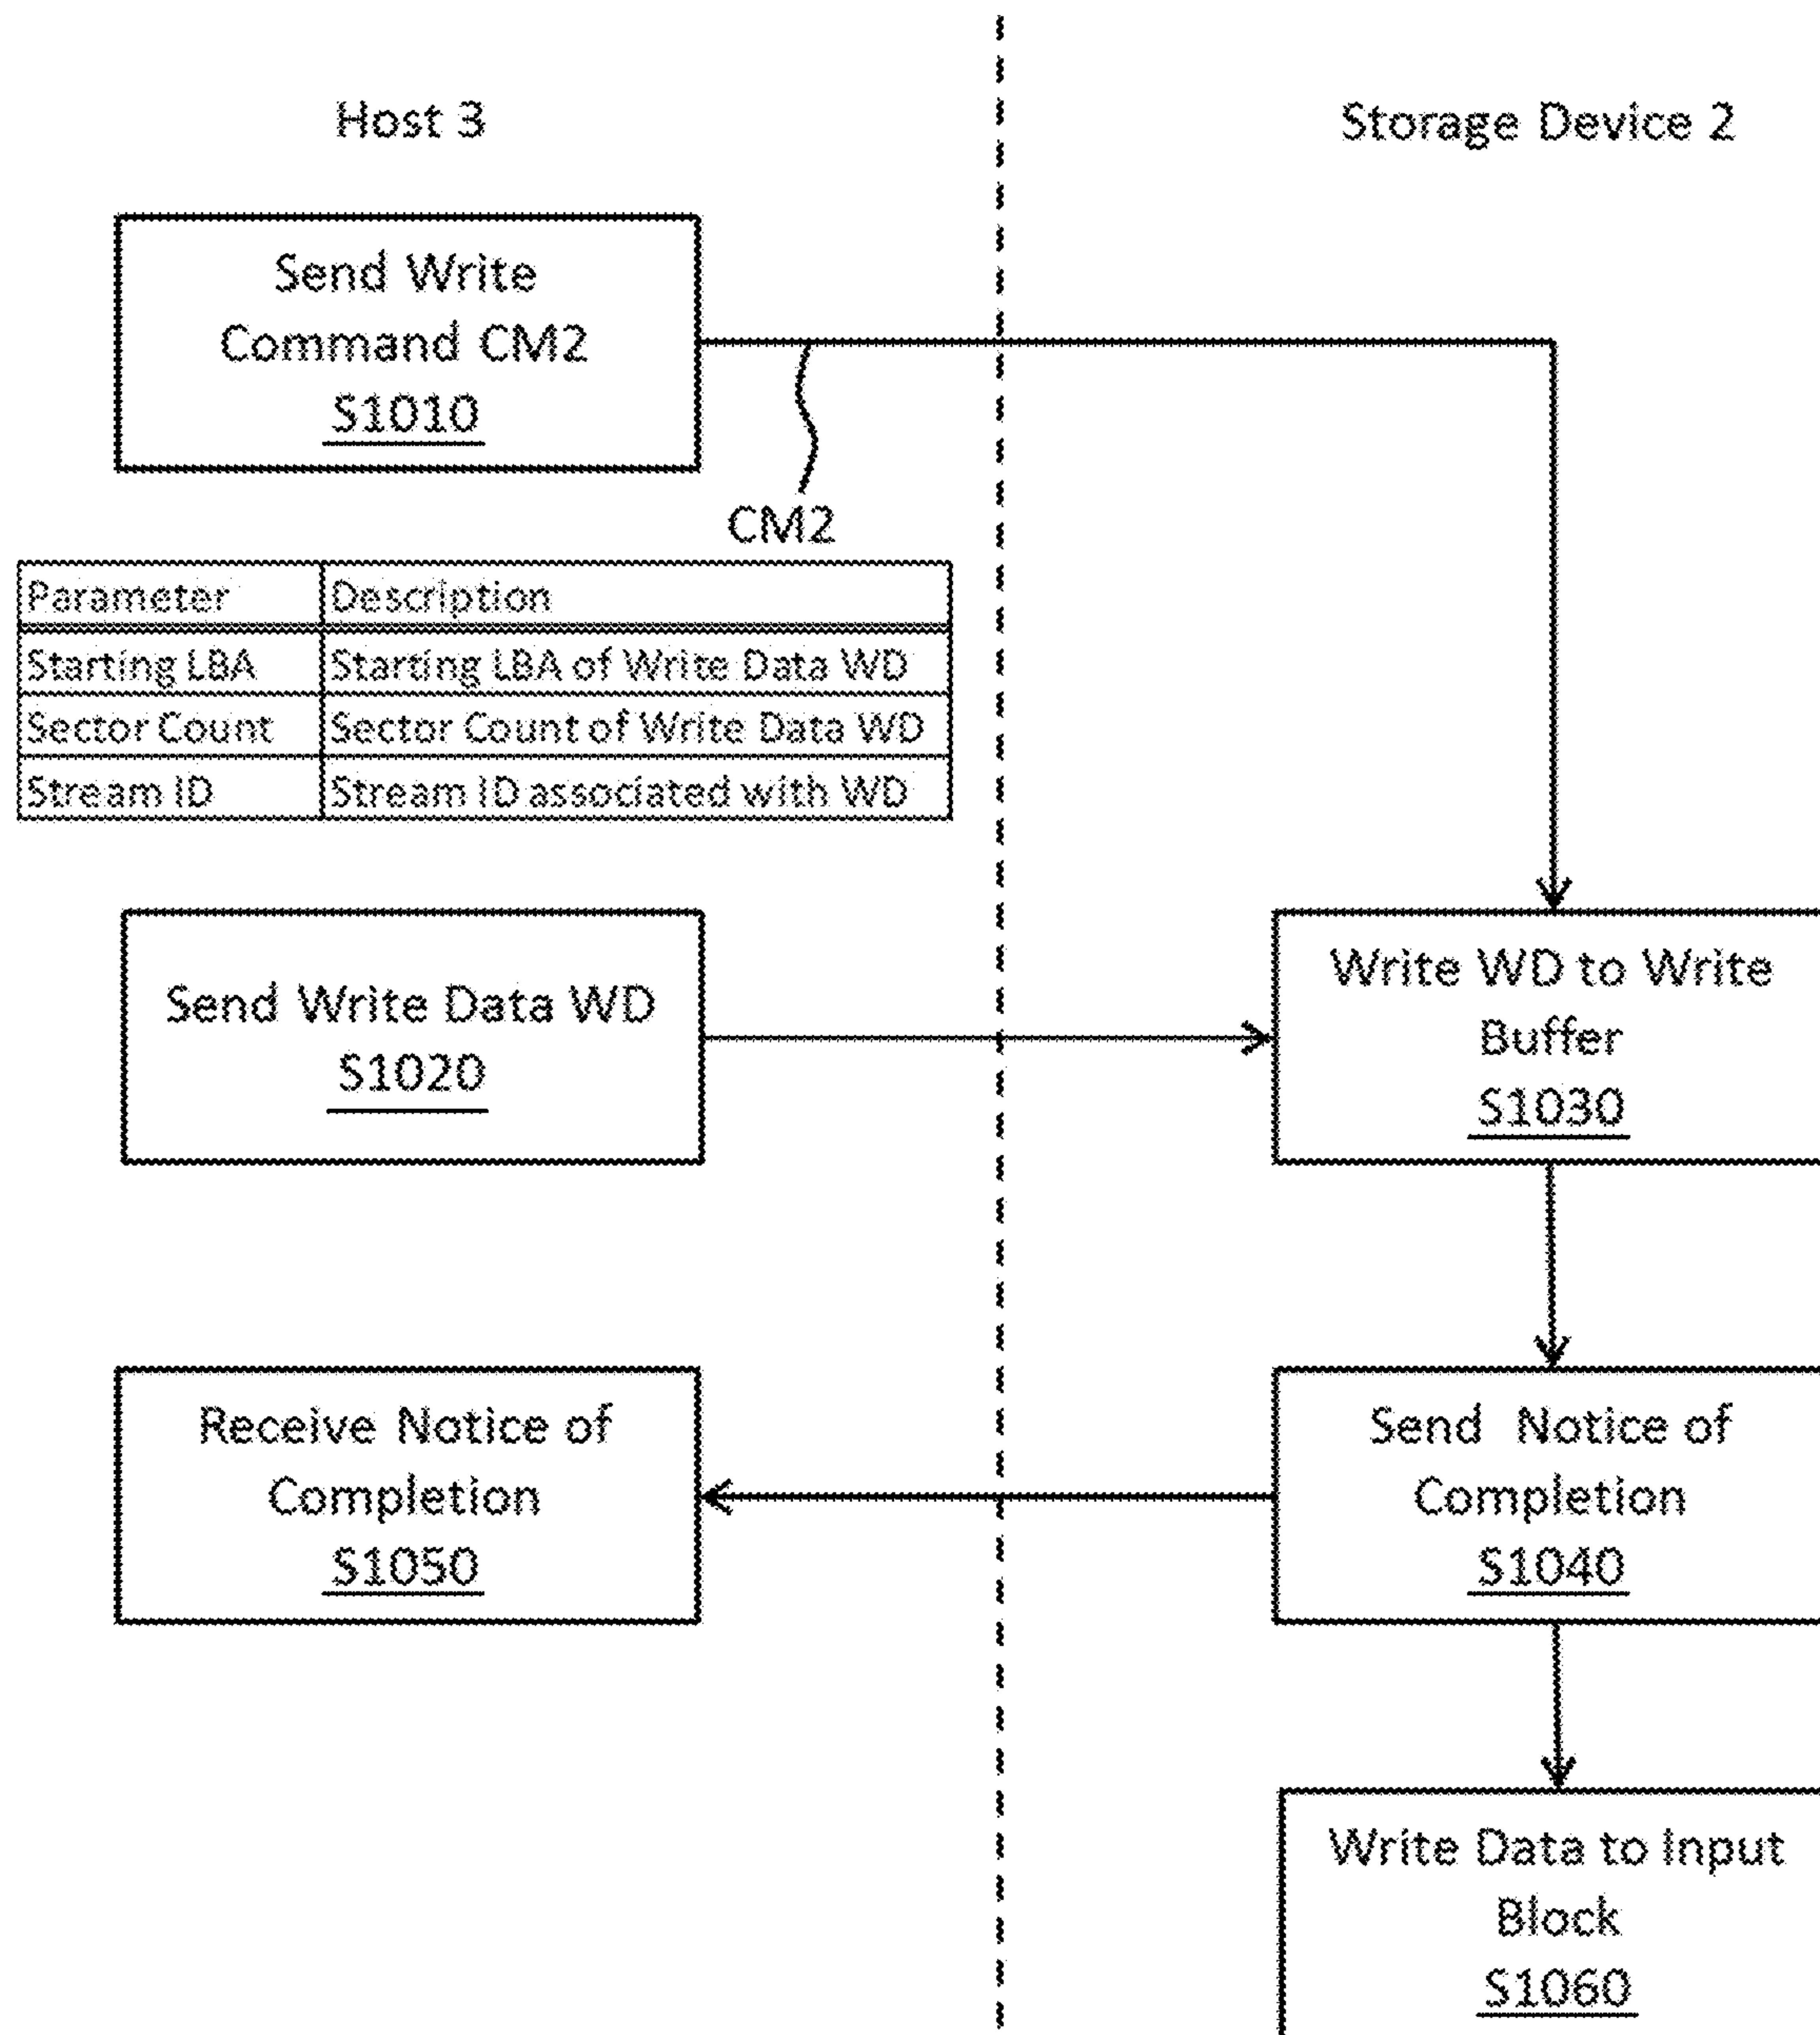 Host 3
Storage Device 2
Send Write
Command CM2
S1010
CM2
Parameter Description
Starting LBA Starting LBA of Write Data WD
Sector Count Sector Count of Write Data WD
Stream ID Stream ID associated with WD
Send Write Data WD
S1020
Write WD to Write
Buffer
S1030
Receive Notice of
Completion
S1050
Send Notice of
Completion
S1040
Write Data to Input
Block
S1060